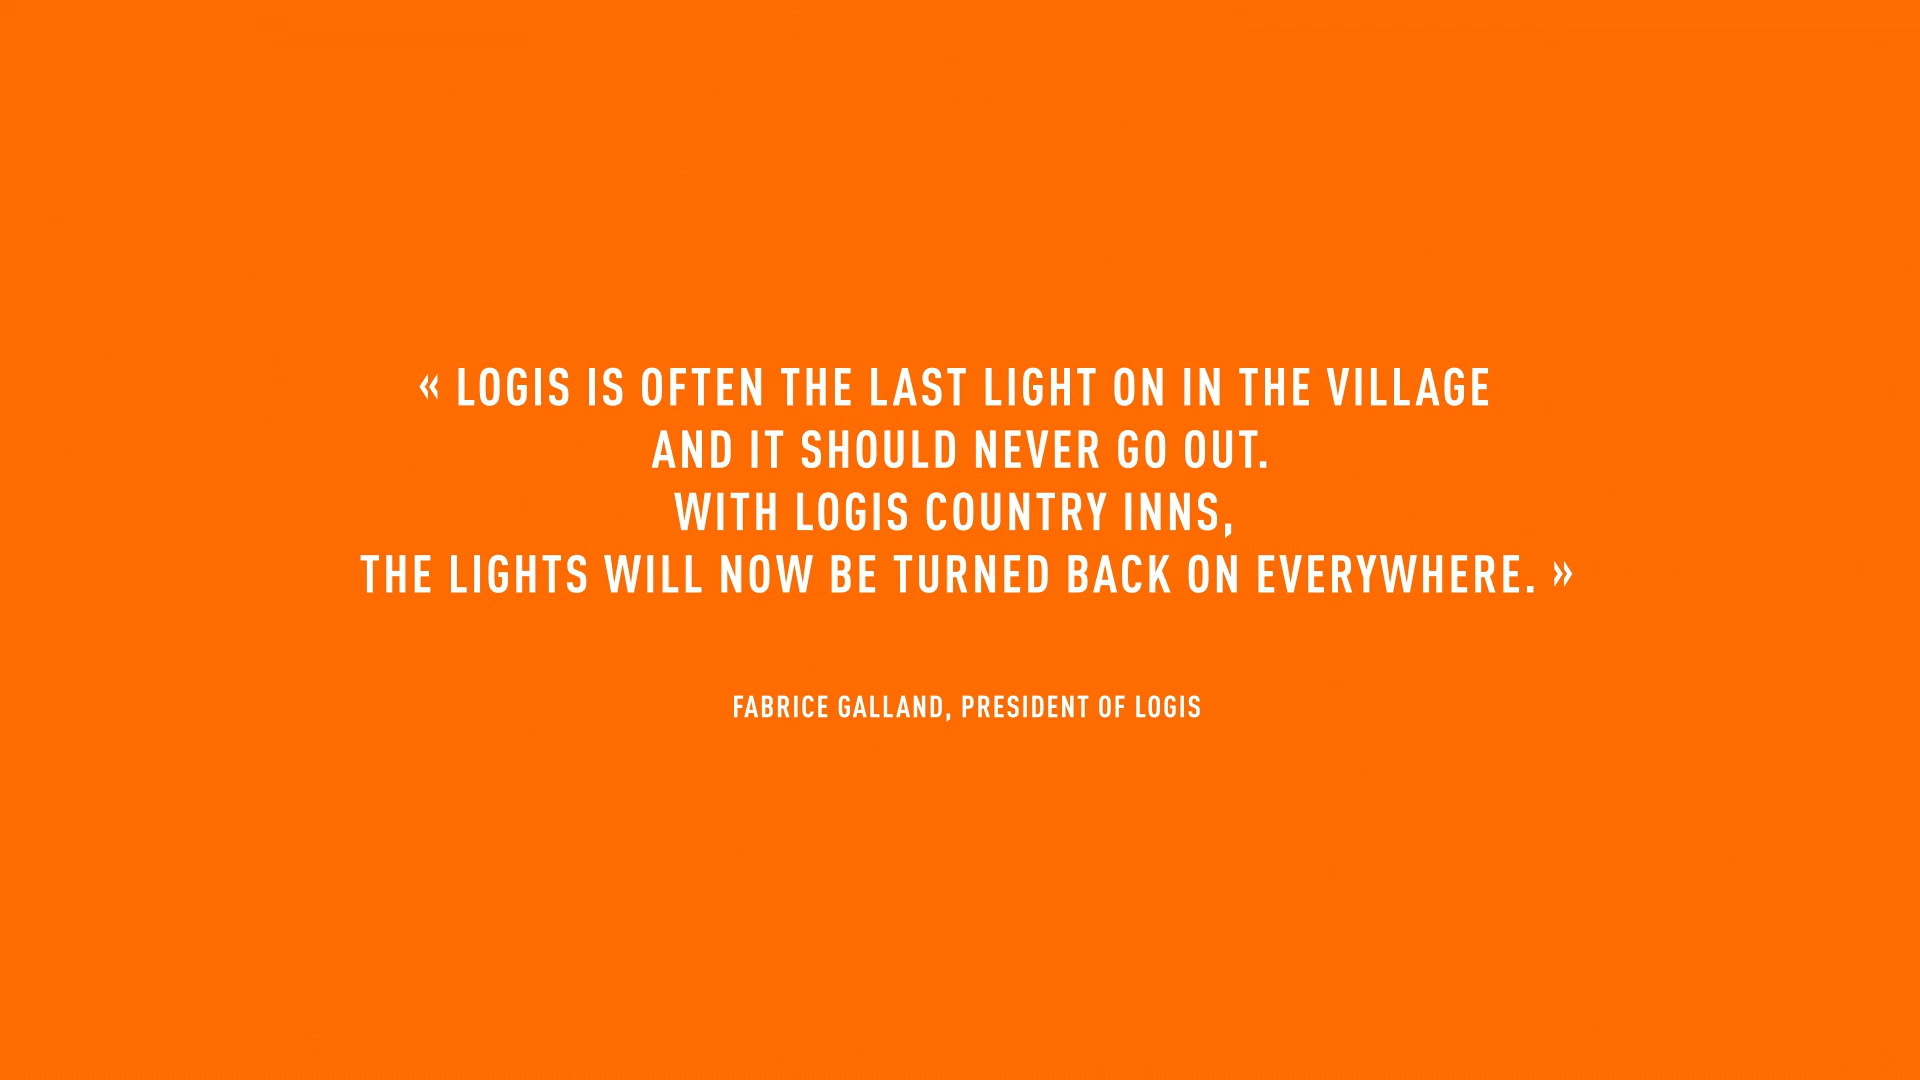 « LOGIS IS OFTEN THE LAST LIGHT ON IN THE VILLAGE
AND IT SHOULD NEVER GO OUT.
WITH LOGIS COUNTRY INNS,
THE LIGHTS WILL NOW BE TURNED BACK ON EVERYWHERE. »
FABRICE GALLAND, PRESIDENT OF LOGIS